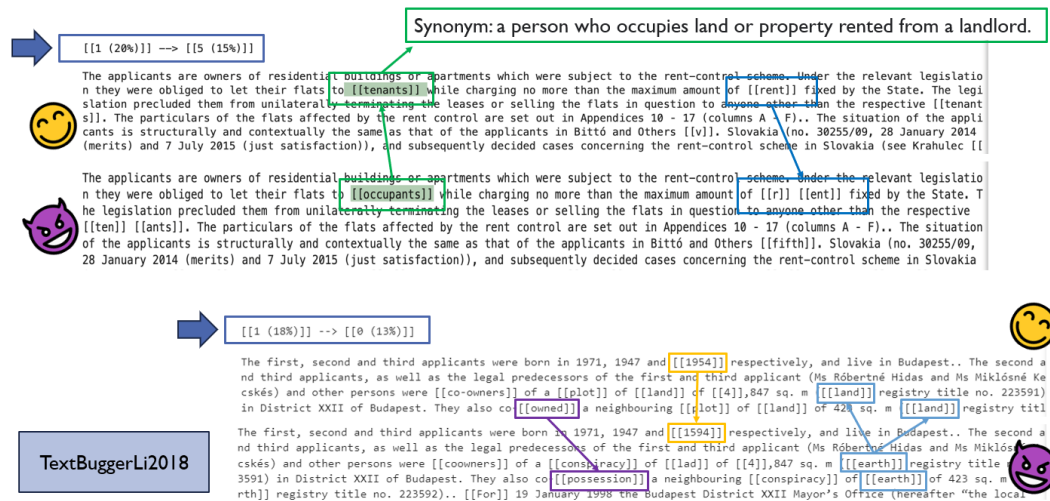 Synonym: a person who occupies land or property rented from a landlord.
[[1 (20%)]] --> [[5 (15%)]]
The applicants are owners of residential buildings or apartments which were subject to the rent-control scheme. Under the relevant legislatio
n they were obliged to let their flats to [[tenants]] while charging no more than the maximum amount of [[rent]] fixed by the State. The legi
slation precluded them from unilaterally terminating the leases or selling the flats in question to anyone other than the respective [[tenant
s]]. The particulars of the flats affected by the rent control are set out in Appendices 10 - 17 (columns A - F).. The situation of the appli
cants is structurally and contextually the same as that of the applicants in Bittó and Others [[v]]. Slovakia (no. 30255/09, 28 January 2014
(merits) and 7 July 2015 (just satisfaction)), and subsequently decided cases concerning the rent-control scheme in Slovakia (see Krahulec [[
The applicants are owners of residential buildings or apartments which were subject to the rent-control scheme. Under the relevant legislatio
n they were obliged to let their flats to [[occupants]] while charging no more than the maximum amount of [[r]] [[ent]] fixed by the State. T
he legislation precluded them from unilaterally terminating the leases or selling the flats in question to anyone other than the respective
[[ten]] [[ants]]. The particulars of the flats affected by the rent control are set out in Appendices 10 - 17 (columns A - F).. The situation
of the applicants is structurally and contextually the same as that of the applicants in Bittó and Others [[fifth]]. Slovakia (no. 30255/09,
28 January 2014 (merits) and 7 July 2015 (just satisfaction)), and subsequently decided cases concerning the rent-control scheme in Slovakia
[[1 (18%)]] --> [[0 (13%)]]
The first, second and third applicants were born in 1971, 1947 and [[1954]] respectively, and live in Budapest.. The second a
nd third applicants, as well as the legal predecessors of the first and third applicant (Ms Róbertné Hidas and Ms Miklósné Ke
cskés) and other persons were [[co-owners]] of a [[plot]] of [[land]] of [[4]],847 sq. m [[land]] registry title no. 223591)
in District XXII of Budapest. They also co-[[owned]] a neighbouring [[plot]] of [[land]] of 423 sq. m [[land]] registry titl
The first, second and third applicants were born in 1971, 1947 and [[1594]] respectively, and live in Budapest.. The second a
nd third applicants, as well as the legal predecessors of the first and third applicant (Ms Róbertné Hidas and Ms Miklósné
cskés) and other persons were [[coowners]] of a [[conspiracy]] of [[lad]] of [[4]],847 sq. m [[earth]] registry title
3591) in District XXII of Budapest. They also co-[[possession]] a neighbouring [[conspiracy]] of [[earth]] of 423 sq. m
rth]] registry title no. 223592).. [[For]] 19 January 1998 the Budapest District XXII Mayor's Office (hereafter "the local
TextBuggerLi2018